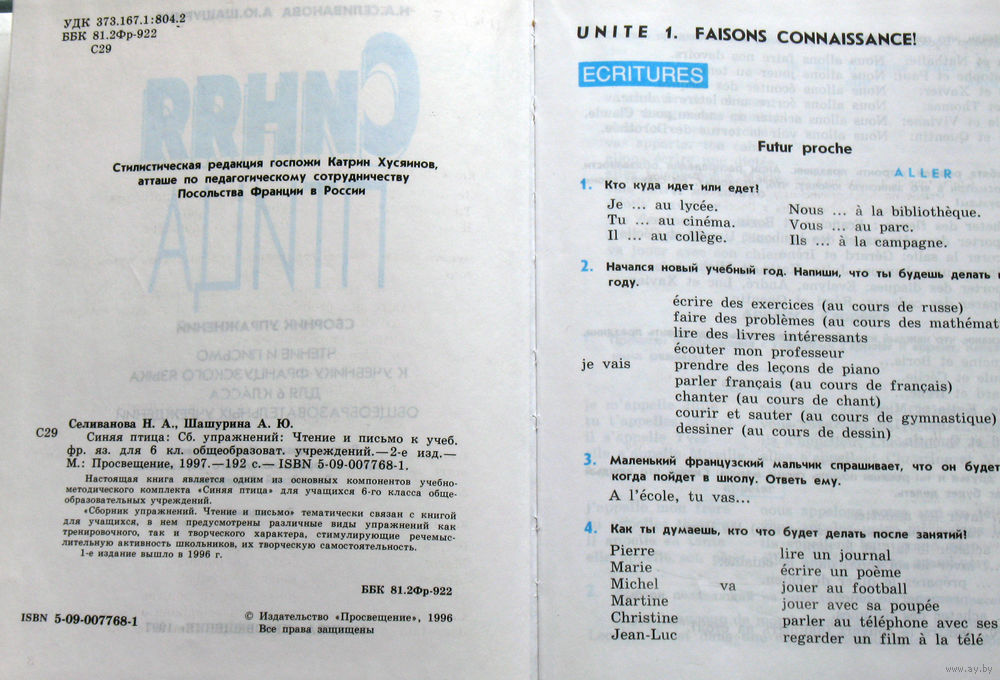 УДК 373.167.1:804.2
ББК 81.2Фр-922
С29
Стилистическая редакция госпожи Катрин Хусяинов,
атташе по педагогическому сотрудничеству
Посольства Франции в России
Селиванова Н. А., Шашурина А. Ю.
С29 Синяя птица: Сб. упражнений: Чтение и письмо к учеб.
фр. яз. для 6 кл. общеобразоват. учреждений.—2-е изд.—
М.: Просвещение, 1997.—192 с.— ISBN 5-09-007768-1.
Настоящая книга является одним из основных компонентов учебно-
методического комплекта «Синяя птица» для учащихся 6-го класса обще-
образовательных учреждений.
«Сборник упражнений. Чтение и письмо» тематически связан с книгой
для учащихся, в нем предусмотрены различные виды упражнений как
тренировочного, так и творческого характера, стимулирующие речемыс-
лительную активность школьников, их творческую самостоятельность.
1-е издание вышло в 1996 г.
ББК 81.2Фр-922
ISBN 5-09-007768-1
© Издательство «Просвещение», 1996
Все права защищены
UNITE 1. FAISONS CONNAISSANCE!
ECRITURES
Futur proche
ALLER
1. Кто куда идет или едет!
Je ... au lycée.
Tu ... au cinéma.
Il ... au collège.
Nous ... à la bibliothèque.
Vous ... au parc.
Ils ... à la campagne.
2. Начался новый учебный год. Напиши, что ты будешь делать
году.
écrire des exercices (au cours de russe)
faire des problèmes (au cours des mathémat
lire des livres intéressants
écouter mon professeur
je vais prendre des leçons de piano
parler français (au cours de français)
chanter (au cours de chant)
courir et sauter (au cours de gymnastique)
dessiner (au cours de dessin)
3. Маленький французский мальчик спрашивает, что он будет
когда пойдет в школу. Ответь ему.
A l'école, tu vas...
4. Как ты думаешь, кто что будет делать после занятий!
Pierre lire un journal
Marie écrire un poème
Michel va jouer au football
Martine jouer avec sa poupée
Christine parler au téléphone avec ses
Jean-Luc regarder un film à la télé
www.ay.by